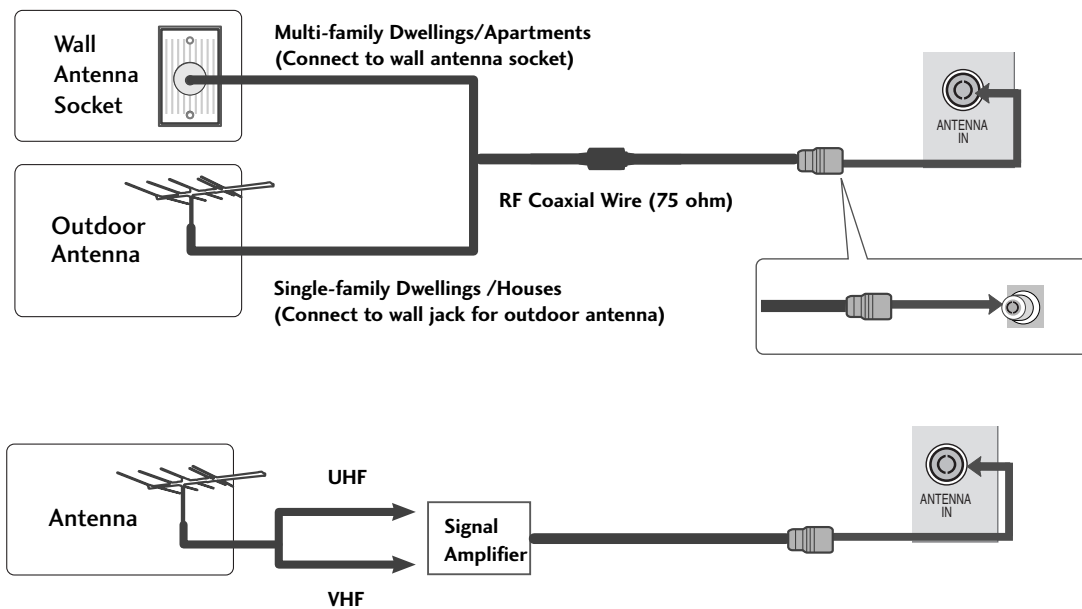 Wall
Antenna
Socket
Multi-family Dwellings/Apartments
(Connect to wall antenna socket)
ANTENNA
IN
RF Coaxial Wire (75 ohm)
Outdoor
Antenna
Single-family Dwellings /Houses
(Connect to wall jack for outdoor antenna)
Antenna
UHF
VHF
Signal
Amplifier
ANTENNA
IN